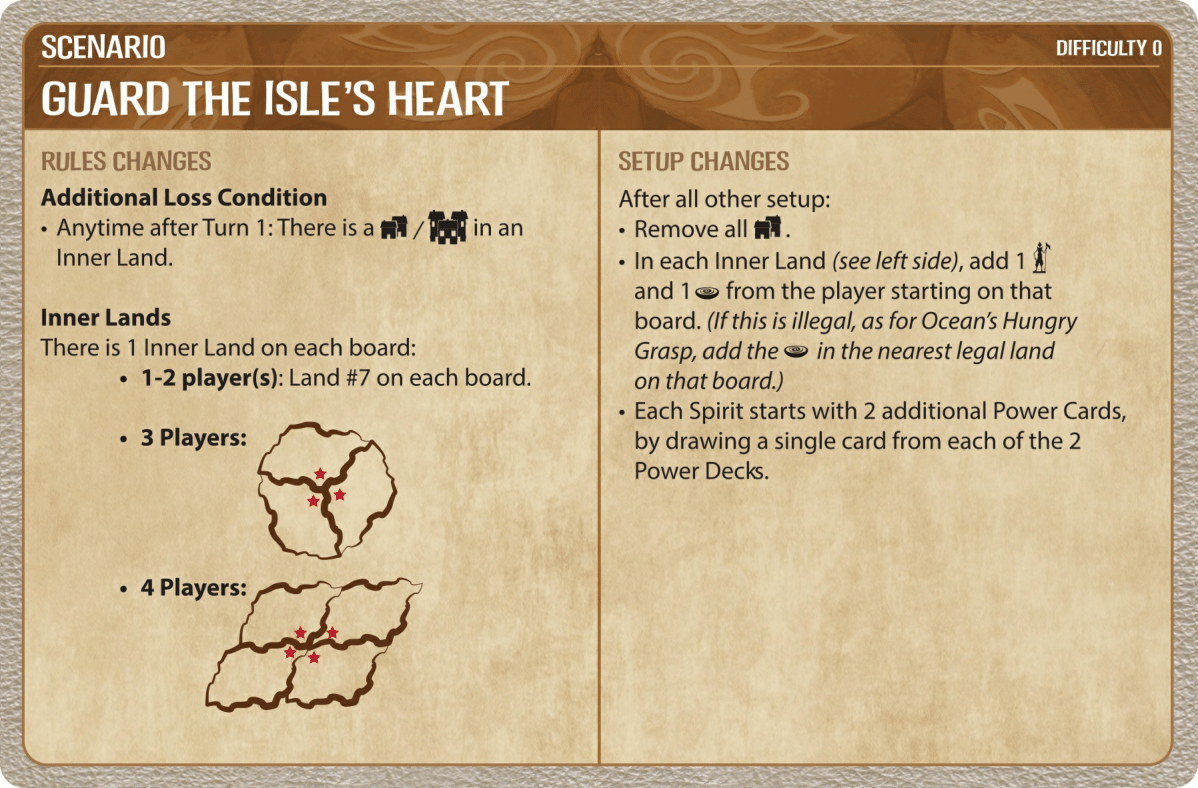 SCENARIO
DIFFICULTY 0
GUARD THE ISLE'S HEART
RULES CHANGES
Additional Loss Condition
• Anytime after Turn 1: There is a / in an
Inner Land.
Inner Lands
There is 1 Inner Land on each board:
• 1-2 player(s): Land #7 on each board.
• 3 Players:
• 4 Players:
SETUP CHANGES
After all other setup:
• Remove all .
• In each Inner Land (see left side), add 1
and 1 from the player starting on that
board. (If this is illegal, as for Ocean's Hungry
Grasp, add the in the nearest legal land
on that board.)
• Each Spirit starts with 2 additional Power Cards,
by drawing a single card from each of the 2
Power Decks.